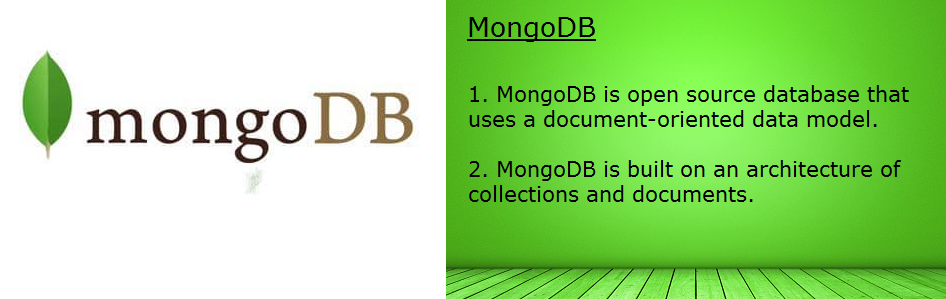 mongoDB
MongoDB
1. MongoDB is open source database that
uses a document-oriented data model.
2. MongoDB is built on an architecture of
collections and documents.